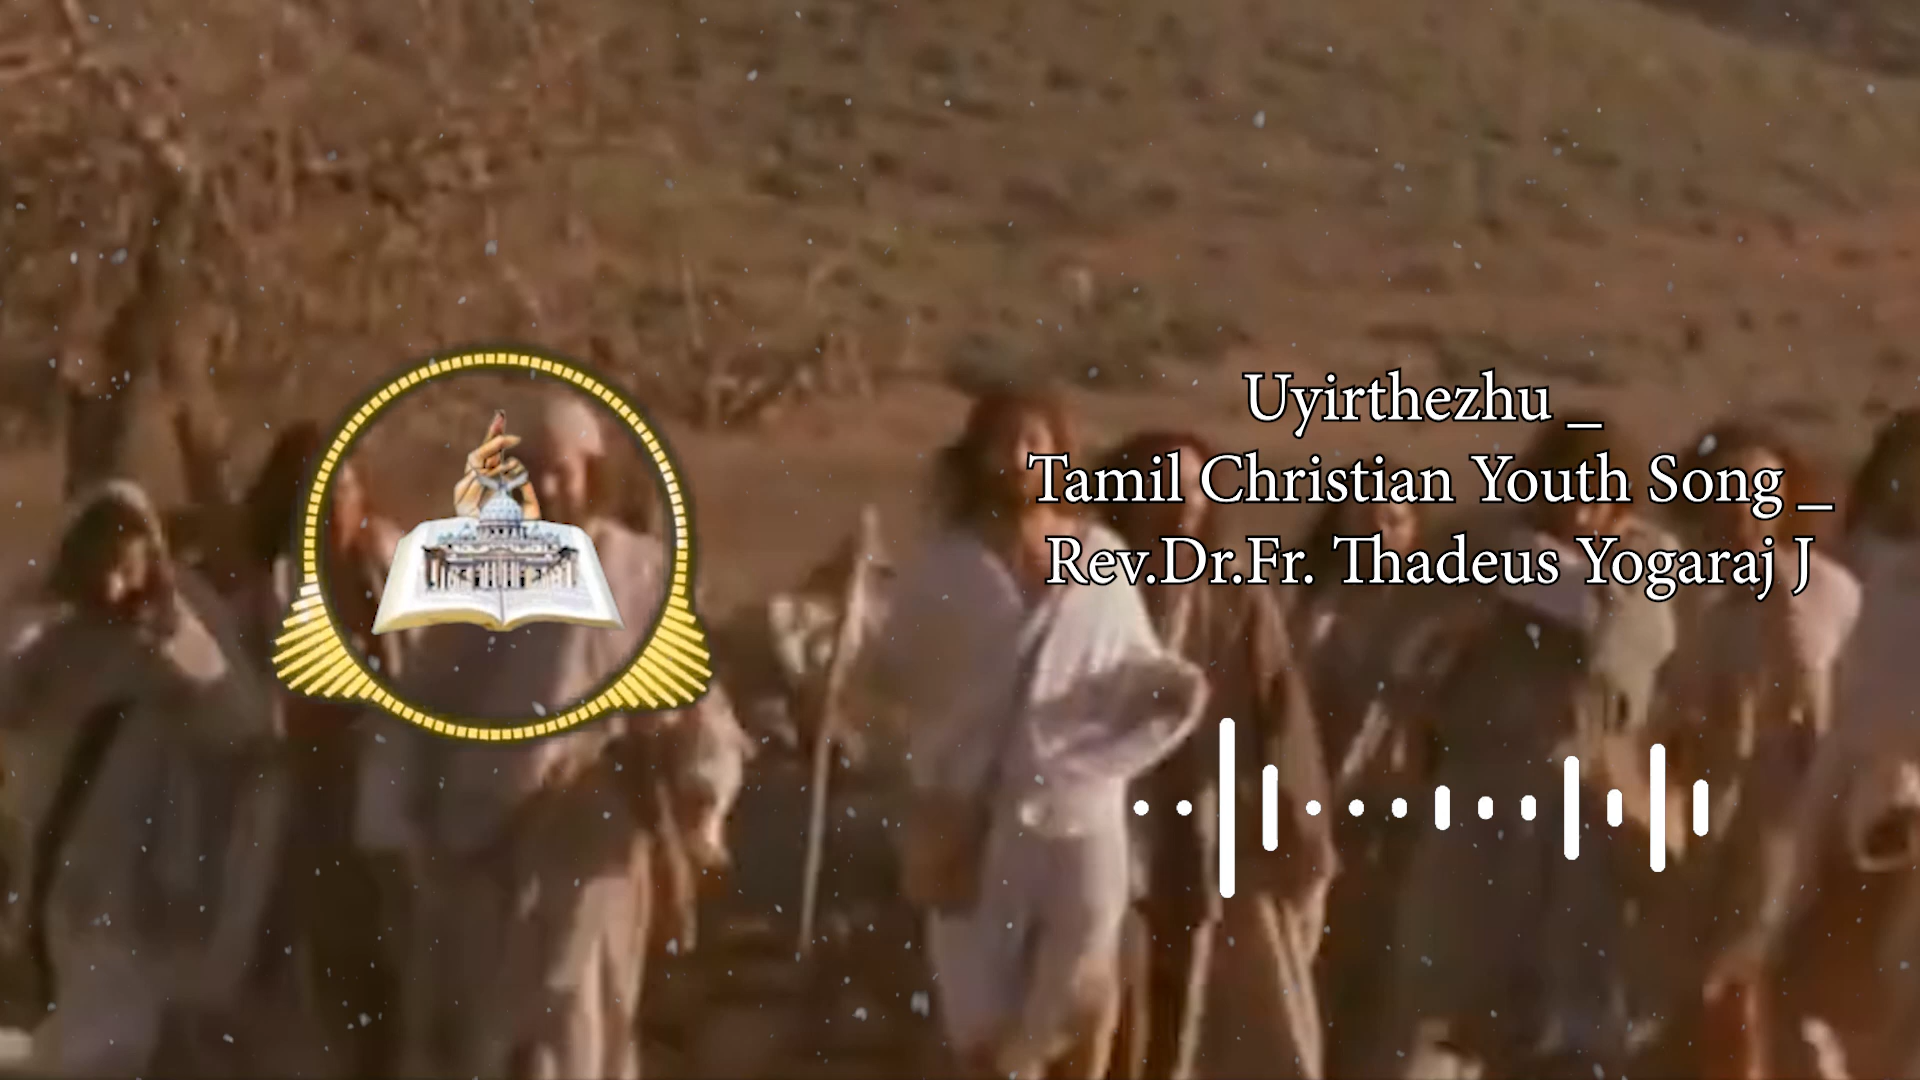 Uyirthezhu _
Tamil Christian Youth Song _
Rev.Dr.Fr. Thadeus Yogaraj J